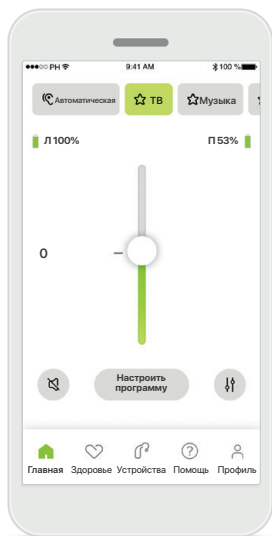 PH 9:41 AM 100 %
Автоматическая ТВ Музыка
Л 100% П 53%
0
Настроить
программу
Главная Здоровье Устройства Помощь Профиль